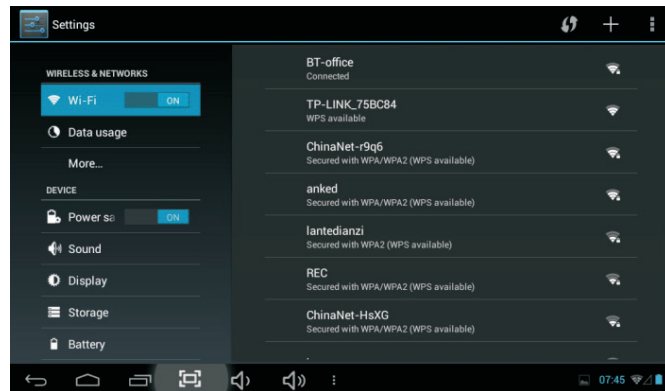 Settings
WIRELESS & NETWORKS
Wi-Fi ON
Data usage
More...
DEVICE
Power sa ON
Sound
Display
Storage
Battery
BT-office
Connected
TP-LINK_75BC84
WPS available
ChinaNet-r9q6
Secured with WPA/WPA2 (WPS available)
anked
Secured with WPA/WPA2 (WPS available)
lantedianzi
Secured with WPA2 (WPS available)
REC
Secured with WPA/WPA2 (WPS available)
ChinaNet-HsXG
Secured with WPA/WPA2 (WPS available)
07:45